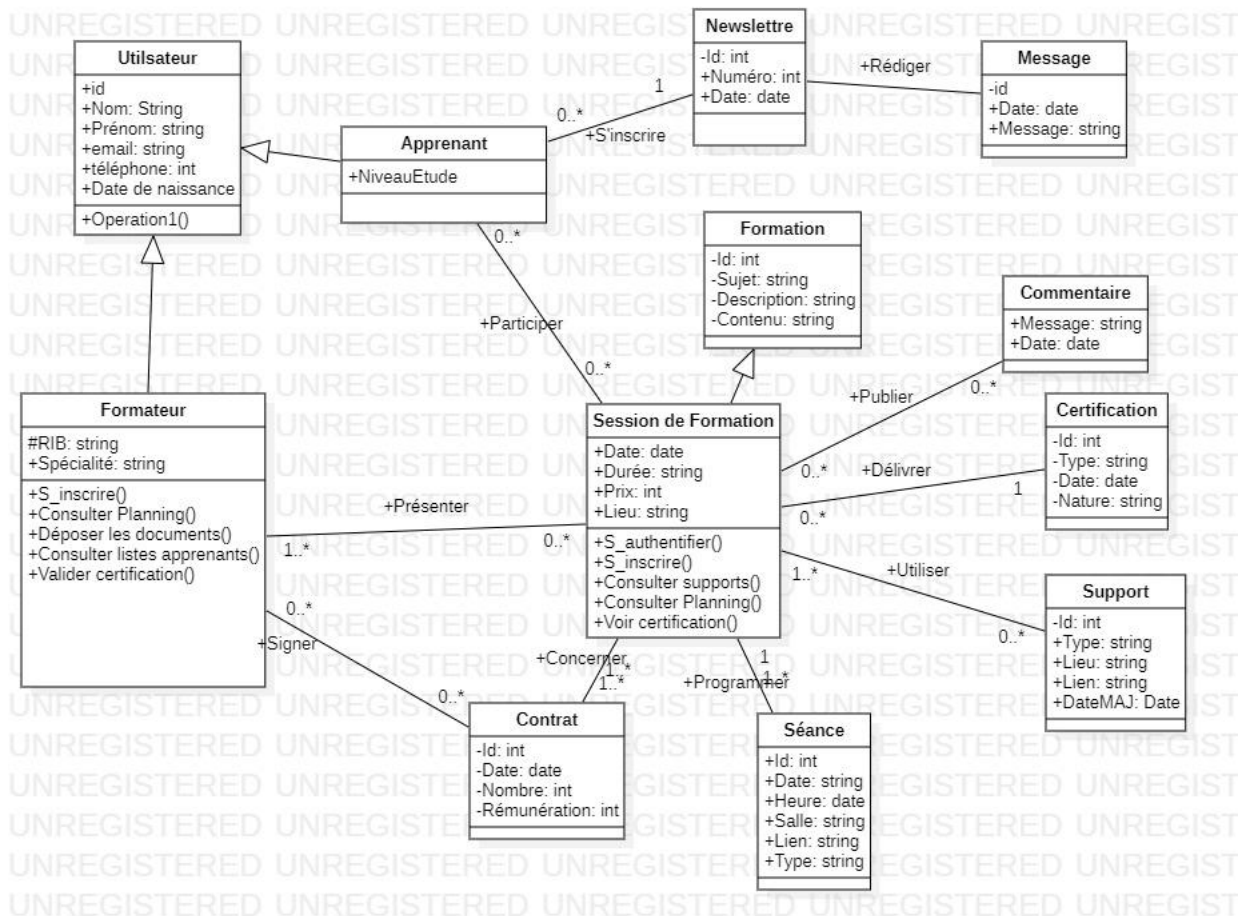 Utilsateur
+id
+Nom: String
+Prénom: string
+email: string
+téléphone: int
+Date de naissance
+Operation1()
Apprenant
+NiveauEtude
0..*
+S'inscrire
1
Newslettre
-Id: int
+Numéro: int
+Date: date
+Rédiger
Message
-id
+Date: date
+Message: string
0..*
+Participer
0..*
Formation
-Id: int
-Sujet: string
-Description: string
-Contenu: string
Commentaire
+Message: string
+Date: date
+Publier
0..*
0..*
Formateur
#RIB: string
+Spécialité: string
+S_inscrire()
+Consulter Planning()
+Déposer les documents()
+Consulter listes apprenants()
+Valider certification()
+Présenter
1..*
0..*
Session de Formation
+Date: date
+Durée: string
+Prix: int
+Lieu: string
+S_authentifier()
+S_inscrire()
+Consulter supports()
+Consulter Planning()
+Voir certification()
+Délivrer
0..*
1
Certification
-Id: int
-Type: string
-Date: date
-Nature: string
+Utiliser
1..*
0..*
Support
-Id: int
+Type: string
+Lieu: string
+Lien: string
+DateMAJ: Date
0..*
+Signer
0..*
+Concerner
1..*
1..*
+Programmer
1
1..*
Contrat
-Id: int
-Date: date
-Nombre: int
-Rémunération: int
Séance
+Id: int
+Date: string
+Heure: date
+Salle: string
+Lien: string
+Type: string
UNREGISTERED UNREGISTERED UNREGISTERED UNREGISTERED UNREGIST